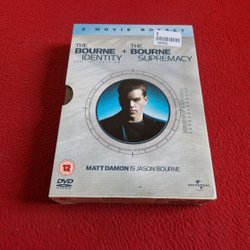 2 MOVIE BOXSET
THE BOURNE IDENTITY
+
THE BOURNE SUPREMACY
12
MATT DAMON IS JASON BOURNE
DVD
UNIVERSAL